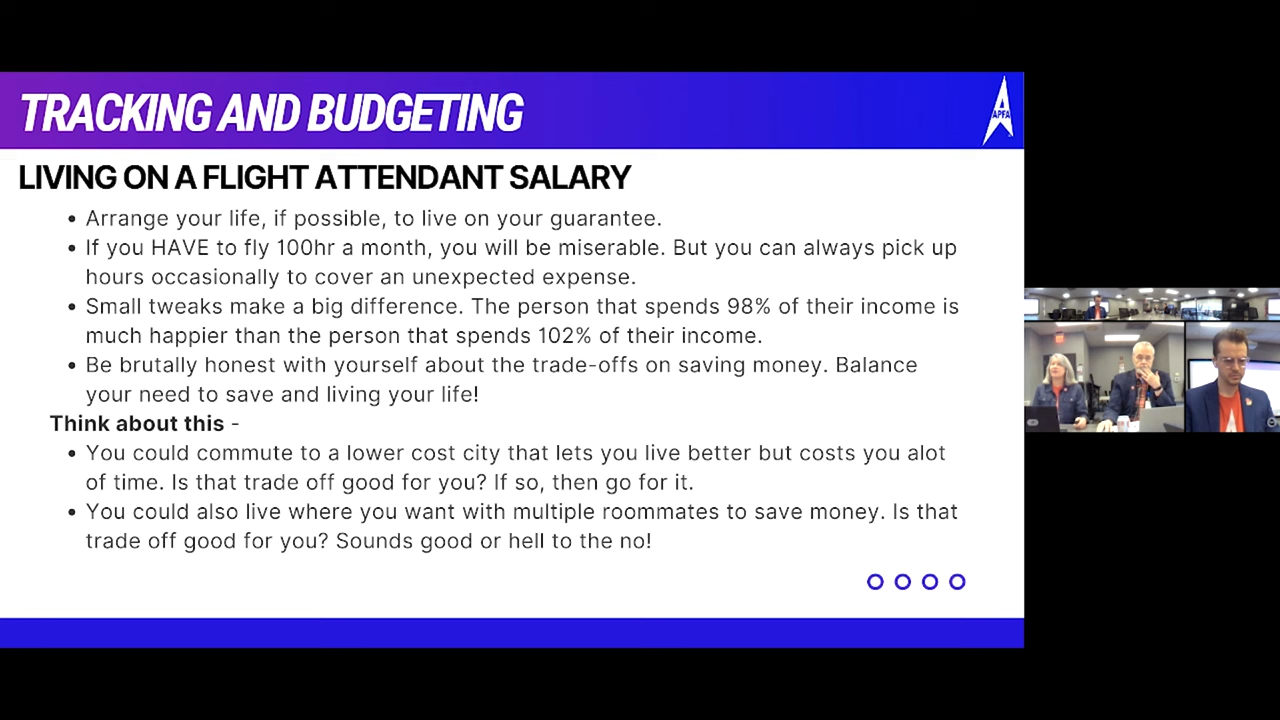 TRACKING AND BUDGETING
APFA
LIVING ON A FLIGHT ATTENDANT SALARY
• Arrange your life, if possible, to live on your guarantee.
• If you HAVE to fly 100hr a month, you will be miserable. But you can always pick up
hours occasionally to cover an unexpected expense.
• Small tweaks make a big difference. The person that spends 98% of their income is
much happier than the person that spends 102% of their income.
• Be brutally honest with yourself about the trade-offs on saving money. Balance
your need to save and living your life!
Think about this -
• You could commute to a lower cost city that lets you live better but costs you alot
of time. Is that trade off good for you? If so, then go for it.
• You could also live where you want with multiple roommates to save money. Is that
trade off good for you? Sounds good or hell to the no!